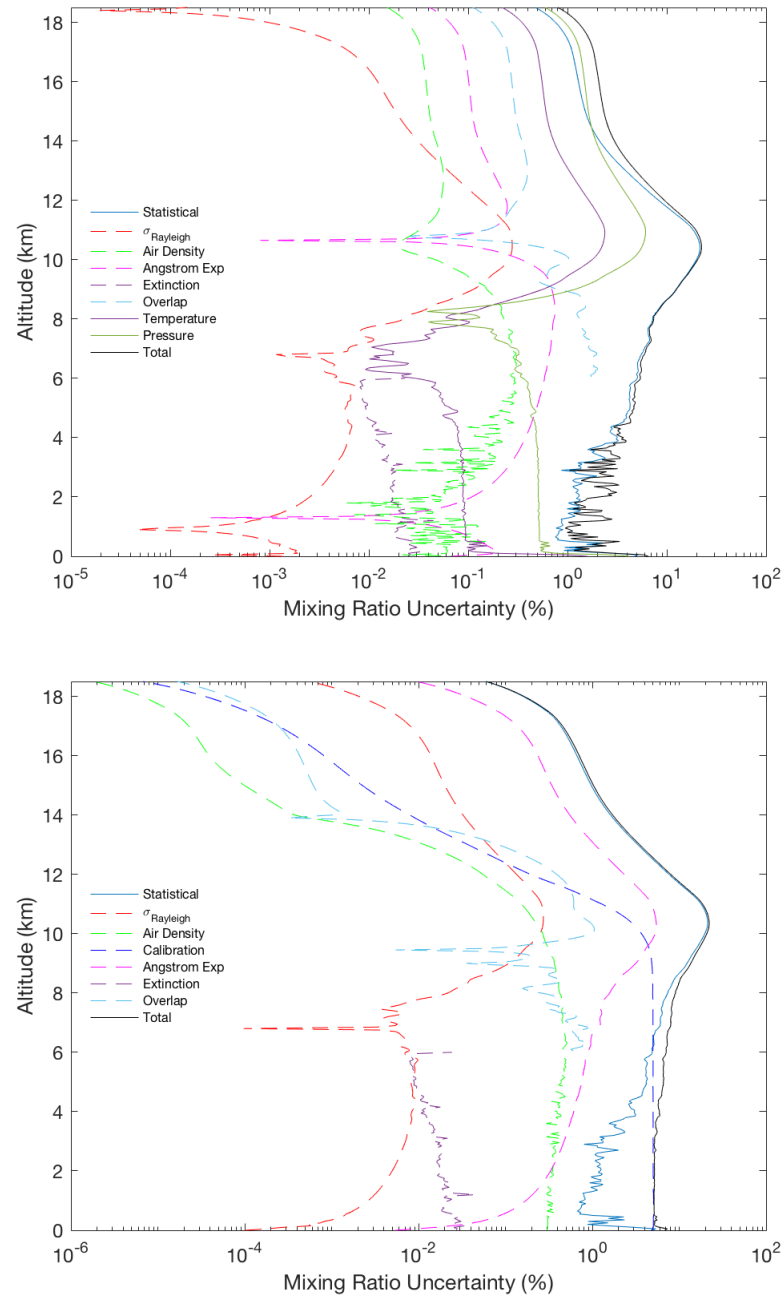 18
16
14
12
10
8
6
4
2
0
Altitude (km)
Statistical
σRayleigh
Air Density
Angstrom Exp
Extinction
Overlap
Temperature
Pressure
Total
10-5 10-4 10-3 10-2 10-1 100 101 102
Mixing Ratio Uncertainty (%)
18
16
14
12
10
8
6
4
2
0
Altitude (km)
Statistical
σRayleigh
Air Density
Calibration
Angstrom Exp
Extinction
Overlap
Total
10-6 10-4 10-2 100 102
Mixing Ratio Uncertainty (%)